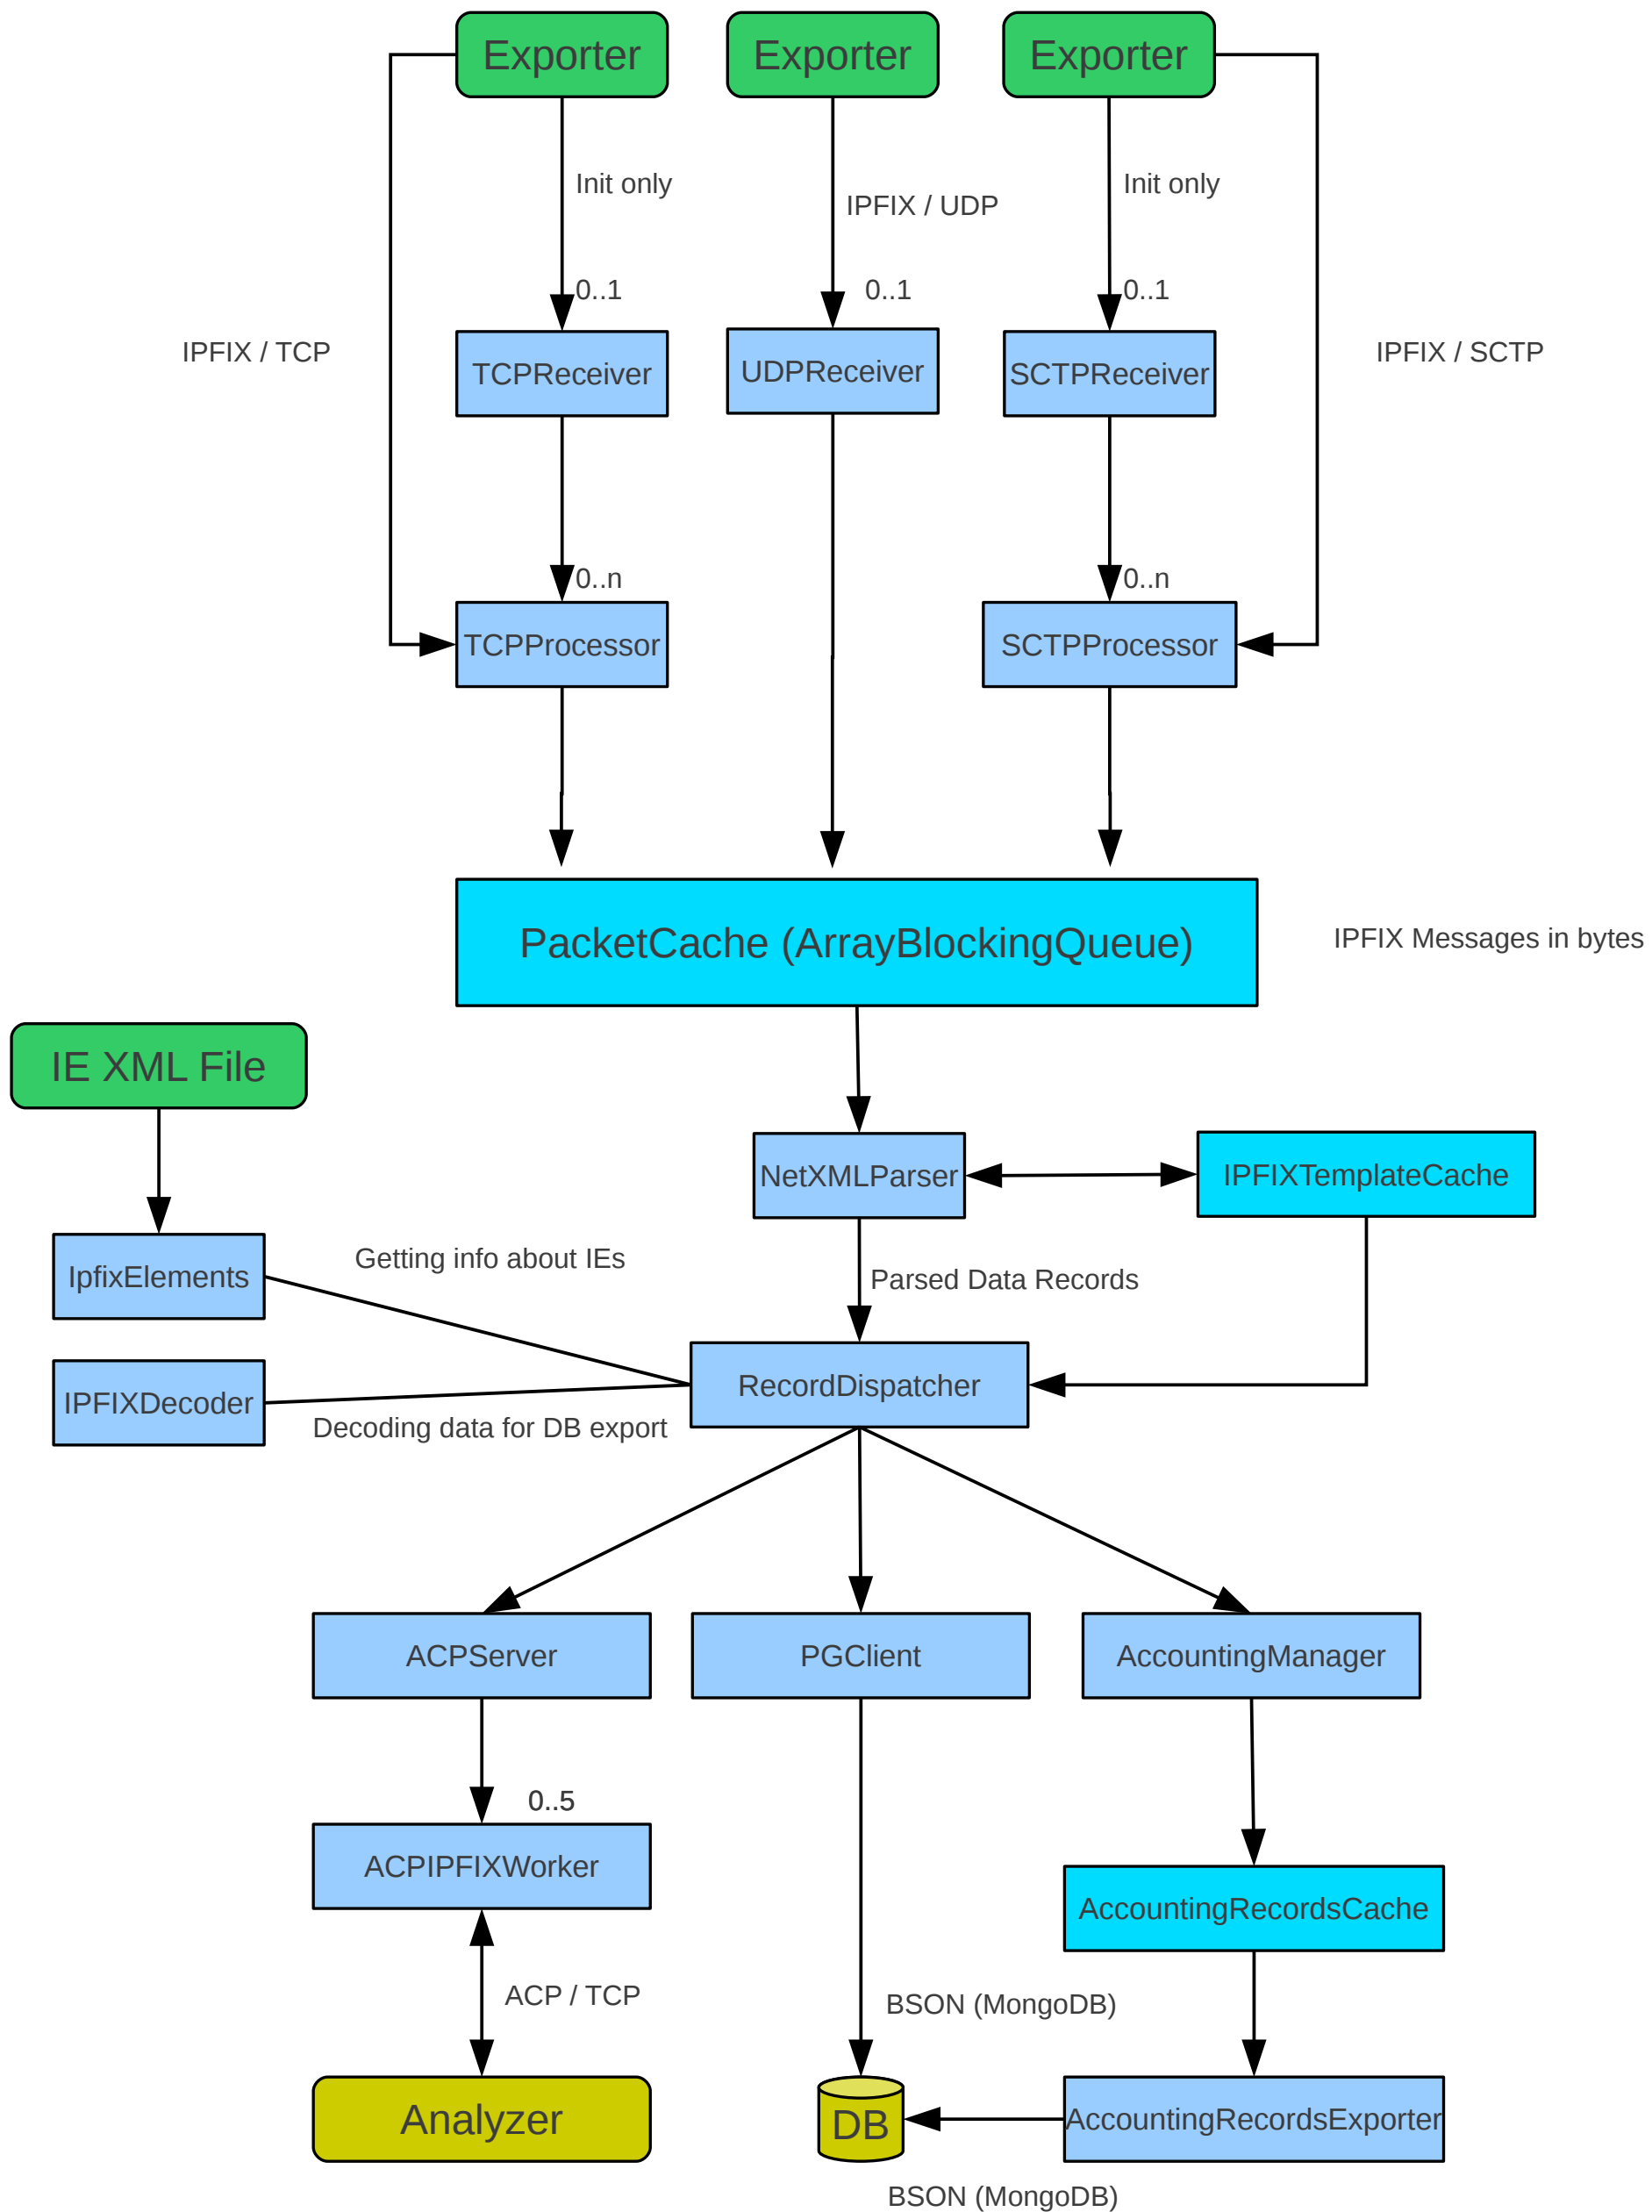 Exporter
Exporter
Exporter
Init only
IPFIX / UDP
Init only
0..1
0..1
0..1
IPFIX / TCP
TCPReceiver
UDPReceiver
SCTPReceiver
IPFIX / SCTP
0..n
0..n
TCPProcessor
SCTPProcessor
PacketCache (ArrayBlockingQueue)
IPFIX Messages in bytes
IE XML File
NetXMLParser
IPFIXTemplateCache
IpfixElements
Getting info about IEs
Parsed Data Records
RecordDispatcher
IPFIXDecoder
Decoding data for DB export
ACPServer
PGClient
AccountingManager
0..5
ACPIPFIXWorker
AccountingRecordsCache
ACP / TCP
BSON (MongoDB)
Analyzer
DB
AccountingRecordsExporter
BSON (MongoDB)